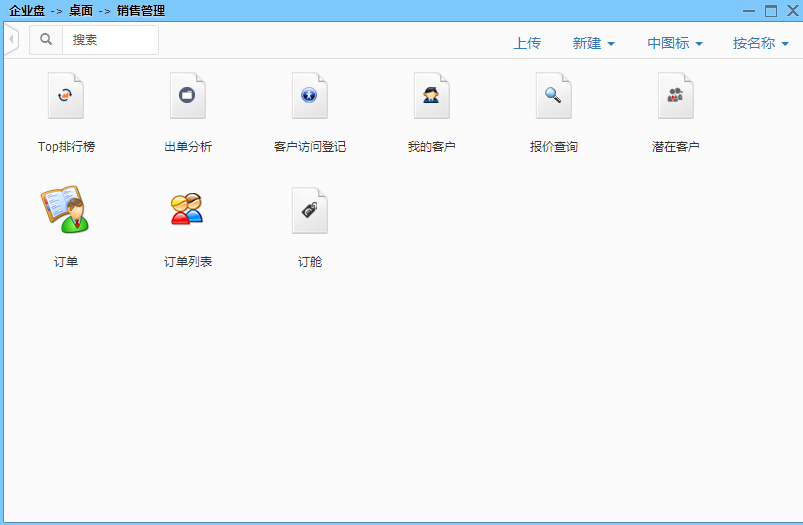 企业盘 -> 桌面 -> 销售管理
搜索 上传 新建 中图标 按名称
Top排行榜 出单分析 客户访问登记 我的客户 报价查询 潜在客户
订单 订单列表 订舱